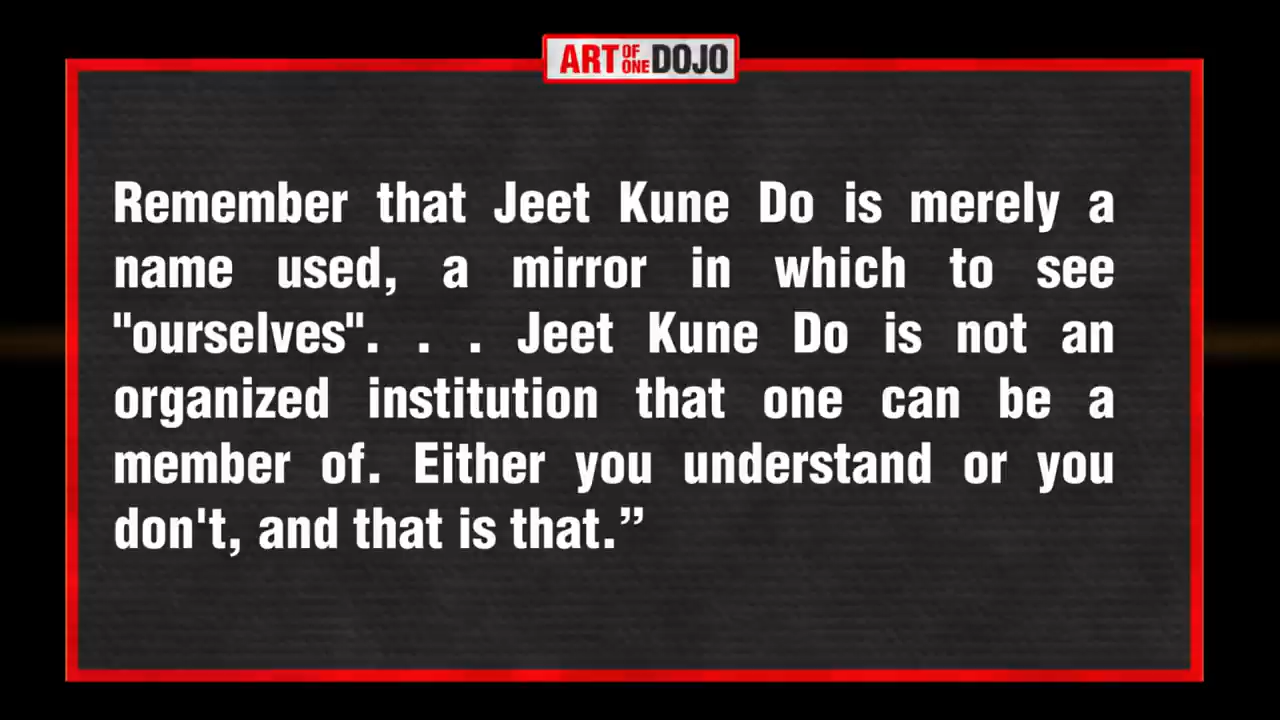 ART OF ONE DOJO
Remember that Jeet Kune Do is merely a
name used, a mirror in which to see
"ourselves". . . Jeet Kune Do is not an
organized institution that one can be a
member of. Either you understand or you
don't, and that is that.”